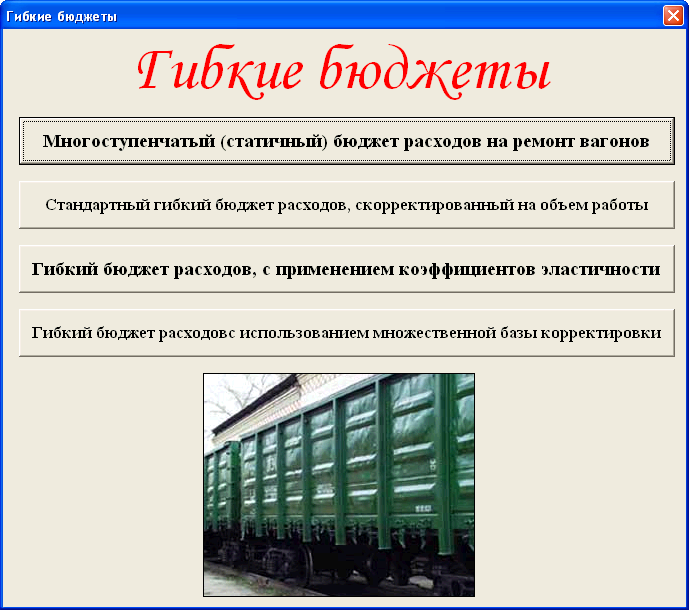 Гибкие бюджеты
Гибкие бюджеты
Многоступенчатый (статичный) бюджет расходов на ремонт вагонов
Стандартный гибкий бюджет расходов, скорректированный на объем работы
Гибкий бюджет расходов, с применением коэффициентов эластичности
Гибкий бюджет расходовс использованием множественной базы корректировки